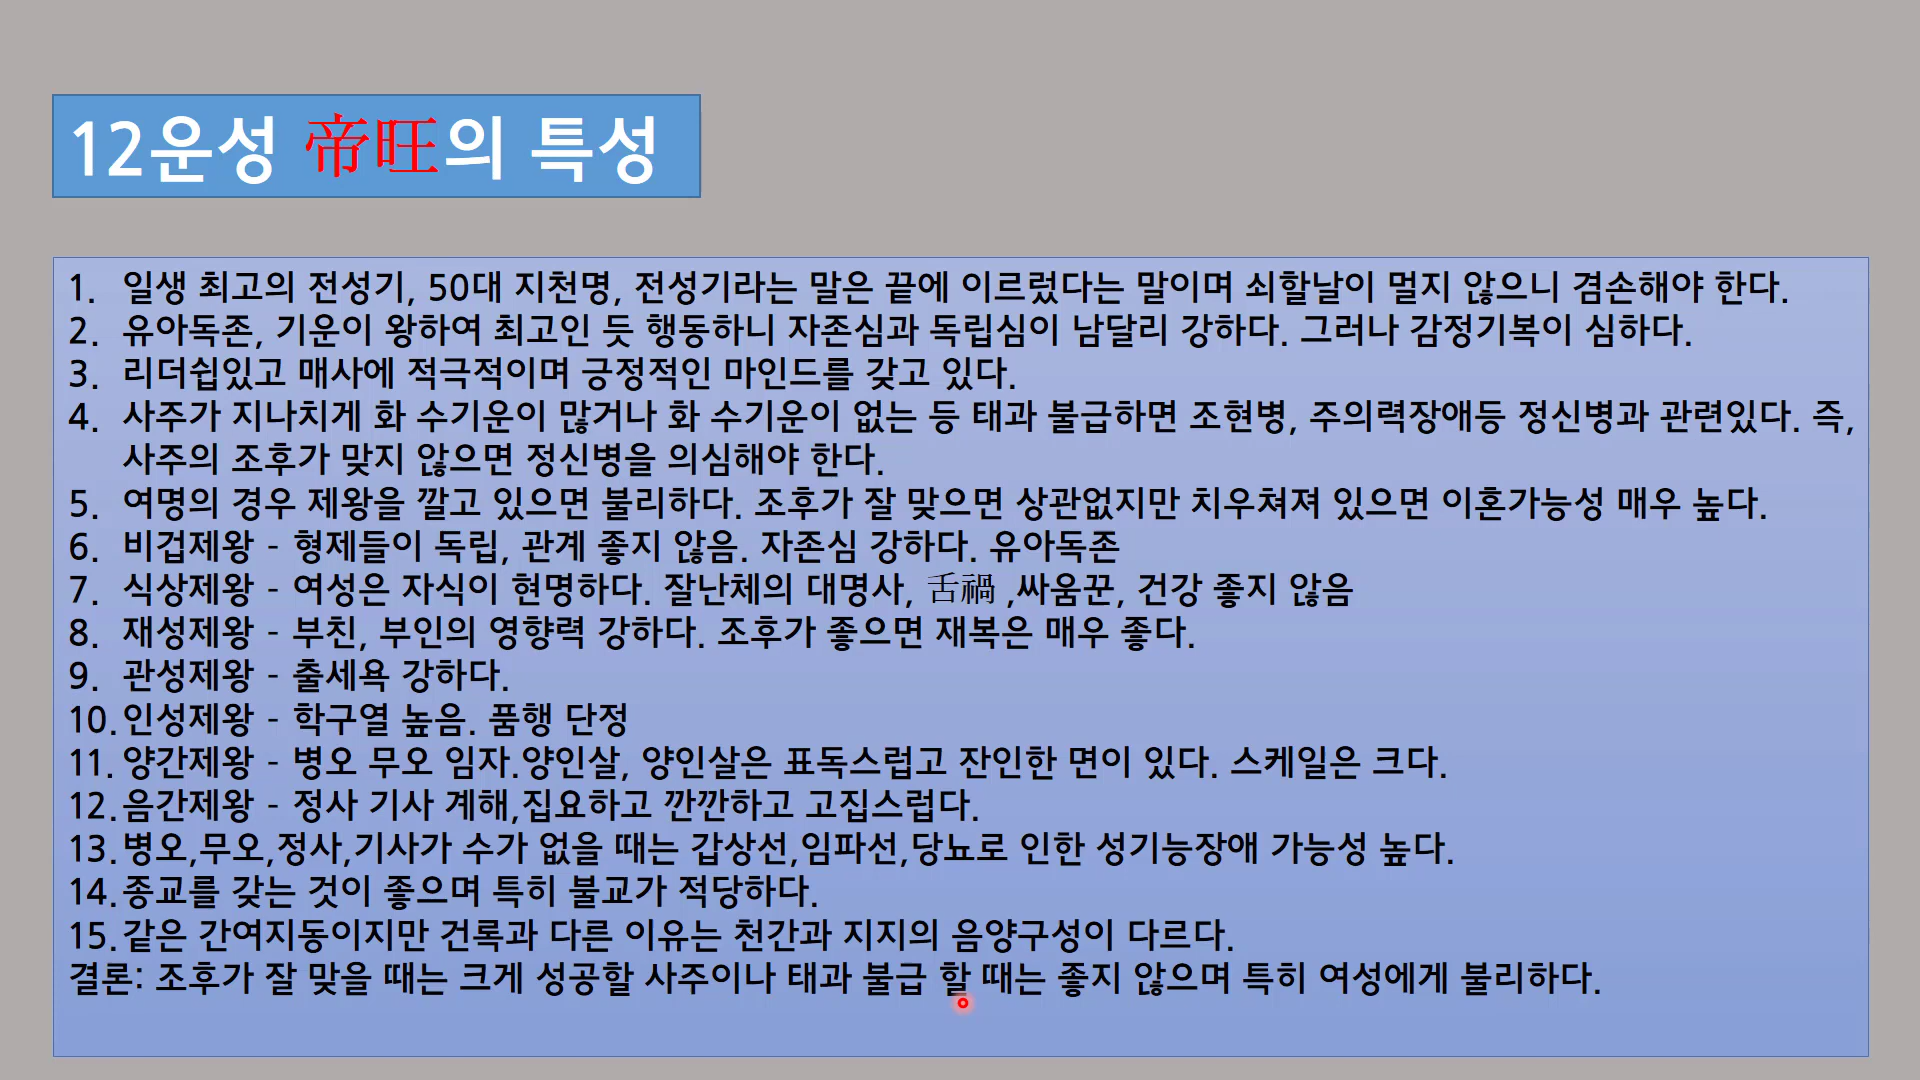 12운성 帝旺의 특성
1. 일생 최고의 전성기, 50대 지천명, 전성기라는 말은 끝에 이르렀다는 말이며 쇠할날이 멀지 않으니 겸손해야 한다.
2. 유아독존, 기운이 왕하여 최고인 듯 행동하니 자존심과 독립심이 남달리 강하다. 그러나 감정기복이 심하다.
3. 리더쉽있고 매사에 적극적이며 긍정적인 마인드를 갖고 있다.
4. 사주가 지나치게 화 수기운이 많거나 화 수기운이 없는 등 태과 불급하면 조현병, 주의력장애등 정신병과 관련있다. 즉,
사주의 조후가 맞지 않으면 정신병을 의심해야 한다.
5. 여명의 경우 제왕을 깔고 있으면 불리하다. 조후가 잘 맞으면 상관없지만 치우쳐져 있으면 이혼가능성 매우 높다.
6. 비겁제왕 - 형제들이 독립, 관계 좋지 않음. 자존심 강하다. 유아독존
7. 식상제왕 - 여성은 자식이 현명하다. 잘난체의 대명사, 舌禍 ,싸움꾼, 건강 좋지 않음
8. 재성제왕 - 부친, 부인의 영향력 강하다. 조후가 좋으면 재복은 매우 좋다.
9. 관성제왕 - 출세욕 강하다.
10. 인성제왕 - 학구열 높음. 품행 단정
11. 양간제왕 - 병오 무오 임자.양인살, 양인살은 표독스럽고 잔인한 면이 있다. 스케일은 크다.
12. 음간제왕 - 정사 기사 계해,집요하고 깐깐하고 고집스럽다.
13. 병오,무오,정사,기사가 수가 없을 때는 갑상선,임파선,당뇨로 인한 성기능장애 가능성 높다.
14. 종교를 갖는 것이 좋으며 특히 불교가 적당하다.
15. 같은 간여지동이지만 건록과 다른 이유는 천간과 지지의 음양구성이 다르다.
결론: 조후가 잘 맞을 때는 크게 성공할 사주이나 태과 불급 할 때는 좋지 않으며 특히 여성에게 불리하다.